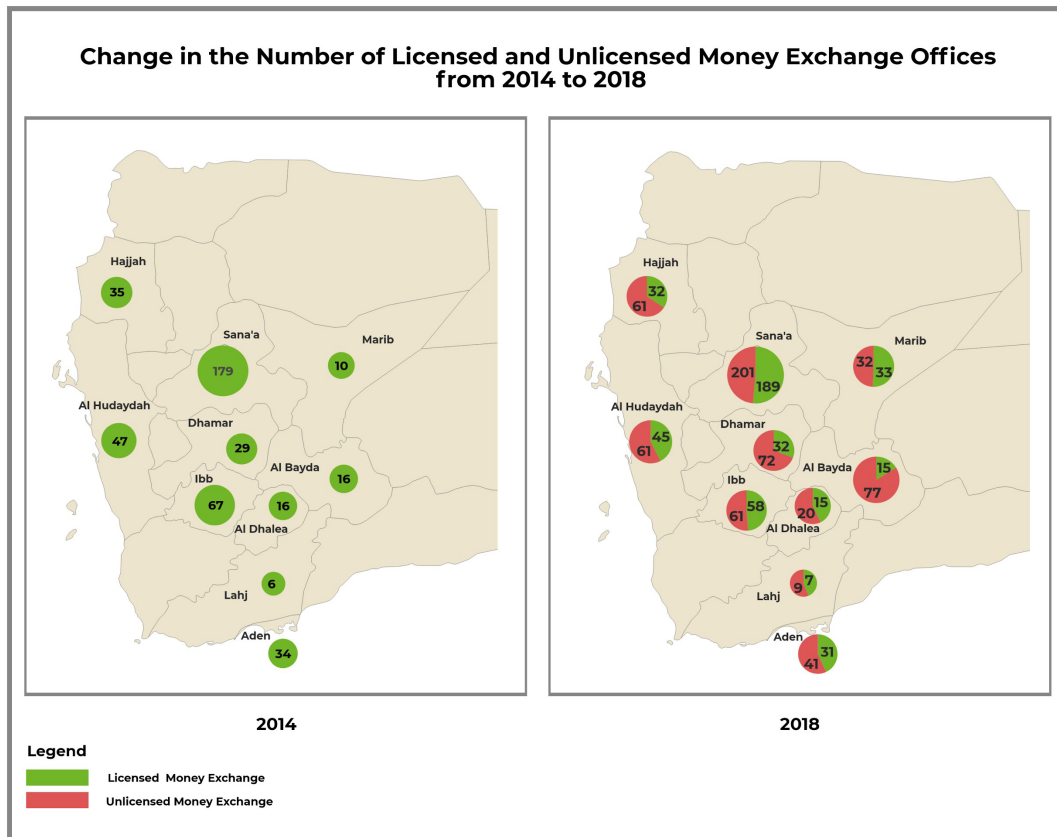 Change in the Number of Licensed and Unlicensed Money Exchange Offices
from 2014 to 2018
Hajjah
35
Sana'a
179
Marib
10
Al Hudaydah
47
Dhamar
29
Al Bayda
16
Ibb
67
16
Al Dhalea
6
Lahj
Aden
34
2014
Hajjah
32
61
Sana'a
201
189
Marib
32
33
Al Hudaydah
45
61
Dhamar
32
72
Al Bayda
15
77
Ibb
58
61
15
20
Al Dhalea
7
9
Lahj
Aden
31
41
2018
Legend
Licensed Money Exchange
Unlicensed Money Exchange